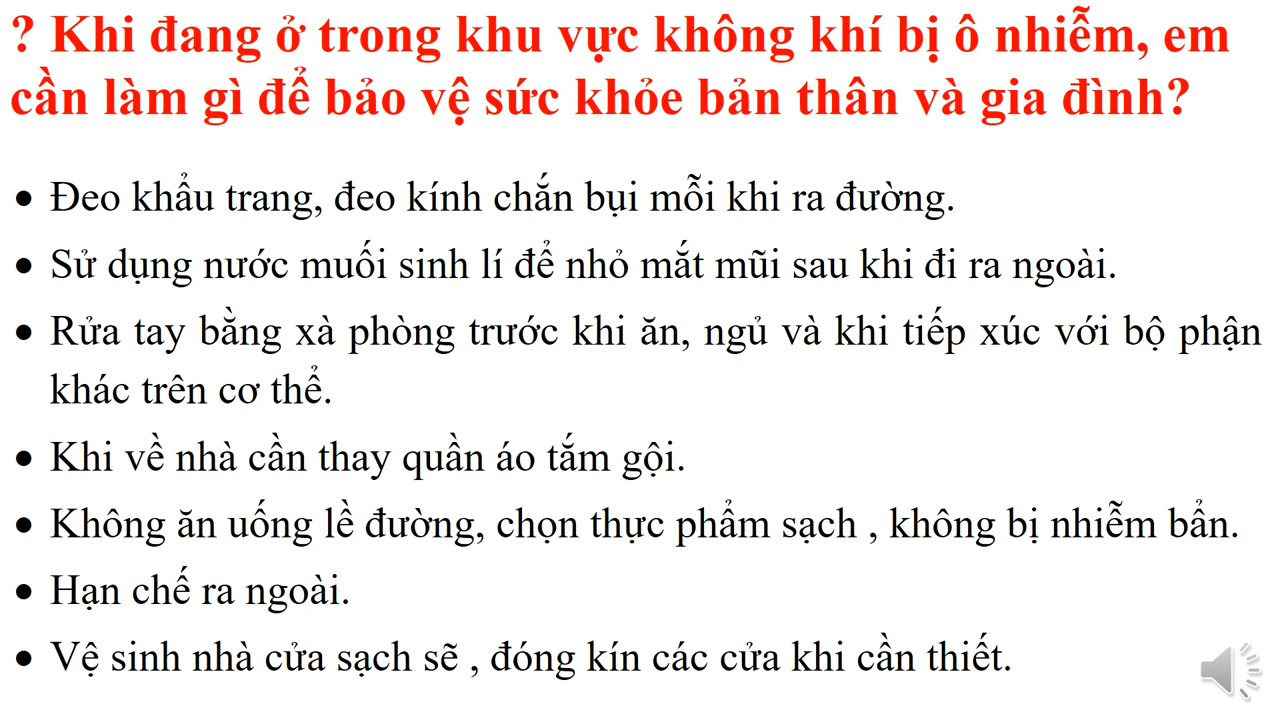 ? Khi đang ở trong khu vực không khí bị ô nhiễm, em
cần làm gì để bảo vệ sức khỏe bản thân và gia đình?
• Đeo khẩu trang, đeo kính chắn bụi mỗi khi ra đường.
• Sử dụng nước muối sinh lí để nhỏ mắt mũi sau khi đi ra ngoài.
• Rửa tay bằng xà phòng trước khi ăn, ngủ và khi tiếp xúc với bộ phận
khác trên cơ thể.
• Khi về nhà cần thay quần áo tắm gội.
• Không ăn uống lề đường, chọn thực phẩm sạch , không bị nhiễm bẩn.
• Hạn chế ra ngoài.
• Vệ sinh nhà cửa sạch sẽ , đóng kín các cửa khi cần thiết.